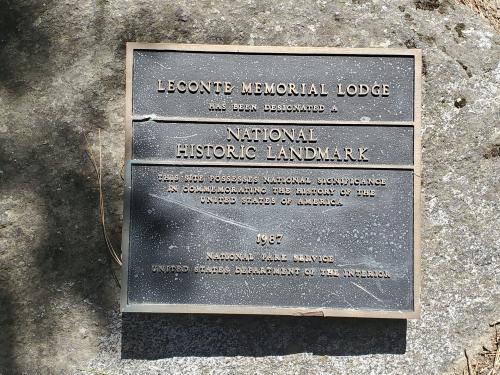 LECONTE MEMORIAL LODGE
HAS BEEN DESIGNATED A
NATIONAL
HISTORIC LANDMARK
THIS SITE POSSESSES NATIONAL SIGNIFICANCE
IN COMMEMORATING THE HISTORY OF THE
UNITED STATES OF AMERICA
1987
NATIONAL PARK SERVICE
UNITED STATES DEPARTMENT OF THE INTERIOR